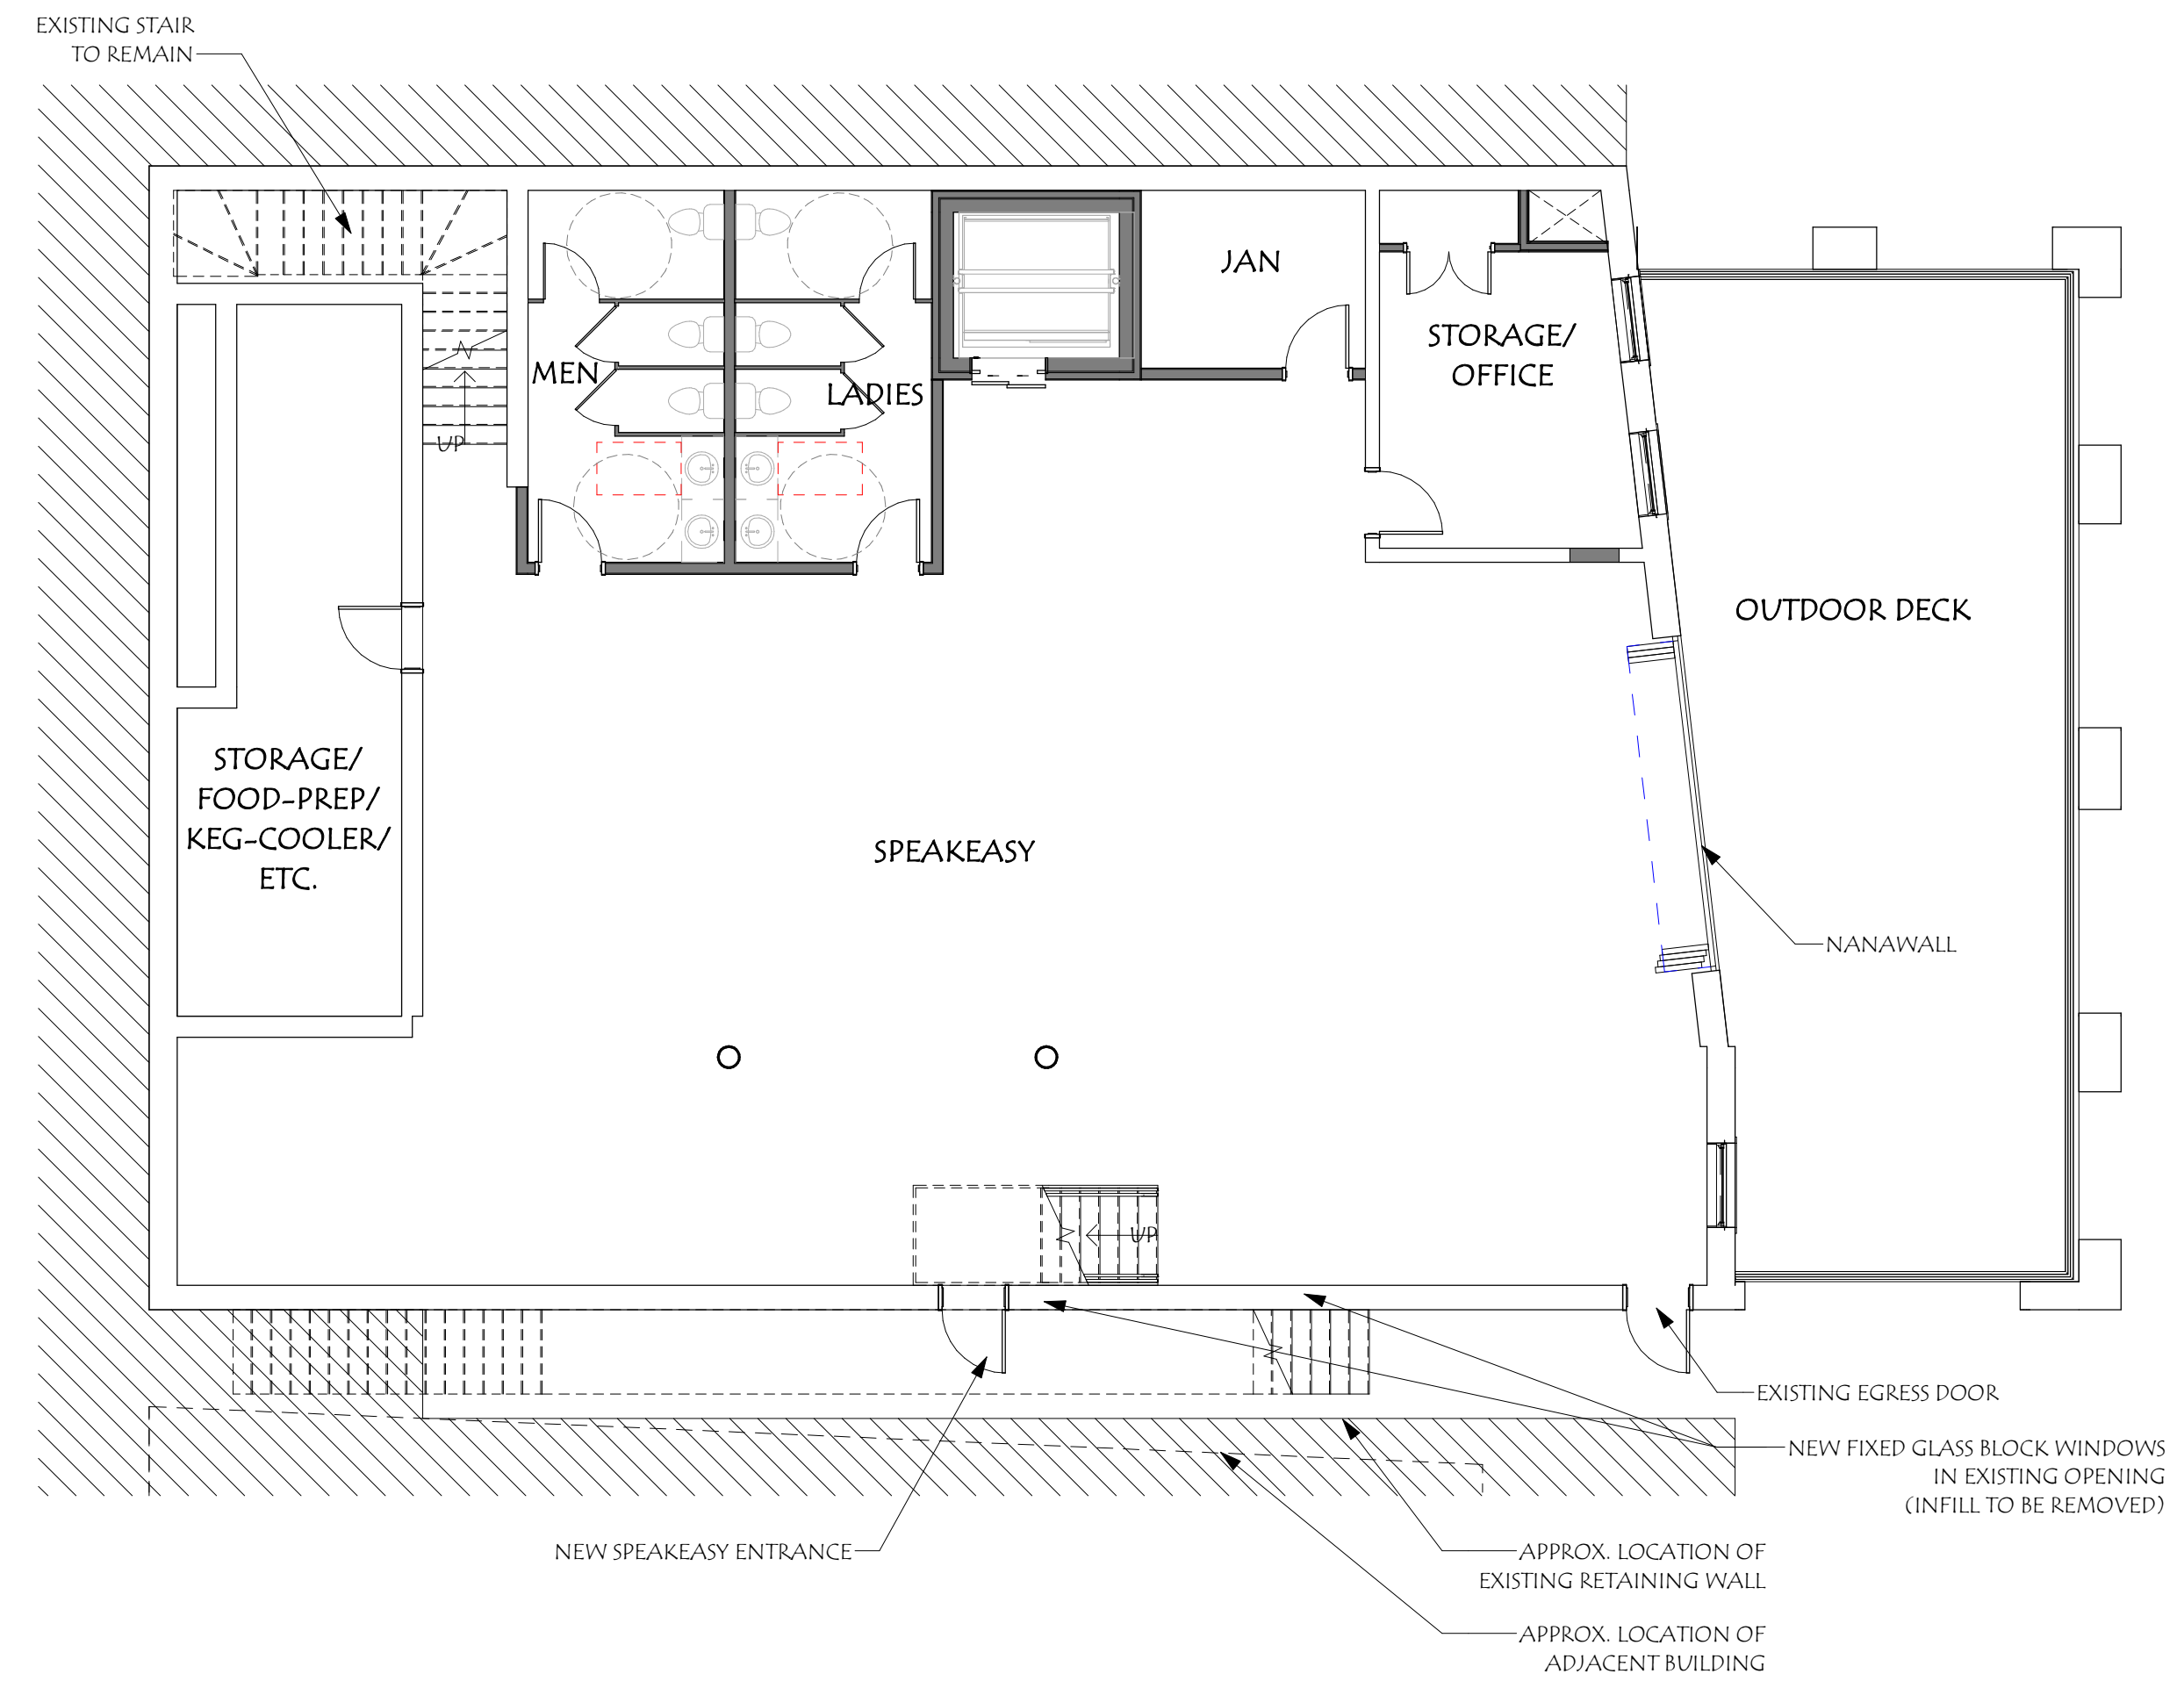 EXISTING STAIR
TO REMAIN
JAN
STORAGE/
OFFICE
MEN
LADIES
UP
OUTDOOR DECK
STORAGE/
FOOD-PREP/
KEG-COOLER/
ETC.
SPEAKEASY
NANAWALL
UP
EXISTING EGRESS DOOR
NEW FIXED GLASS BLOCK WINDOWS
IN EXISTING OPENING
(INFILL TO BE REMOVED)
NEW SPEAKEASY ENTRANCE
APPROX. LOCATION OF
EXISTING RETAINING WALL
APPROX. LOCATION OF
ADJACENT BUILDING